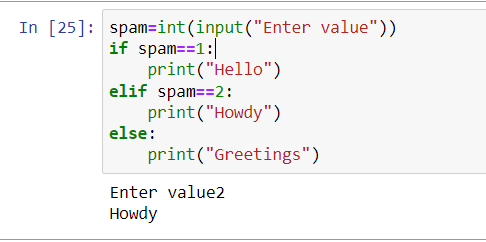 In [25]: spam=int(input("Enter value"))
if spam==1:
    print("Hello")
elif spam==2:
    print("Howdy")
else:
    print("Greetings")
Enter value2
Howdy